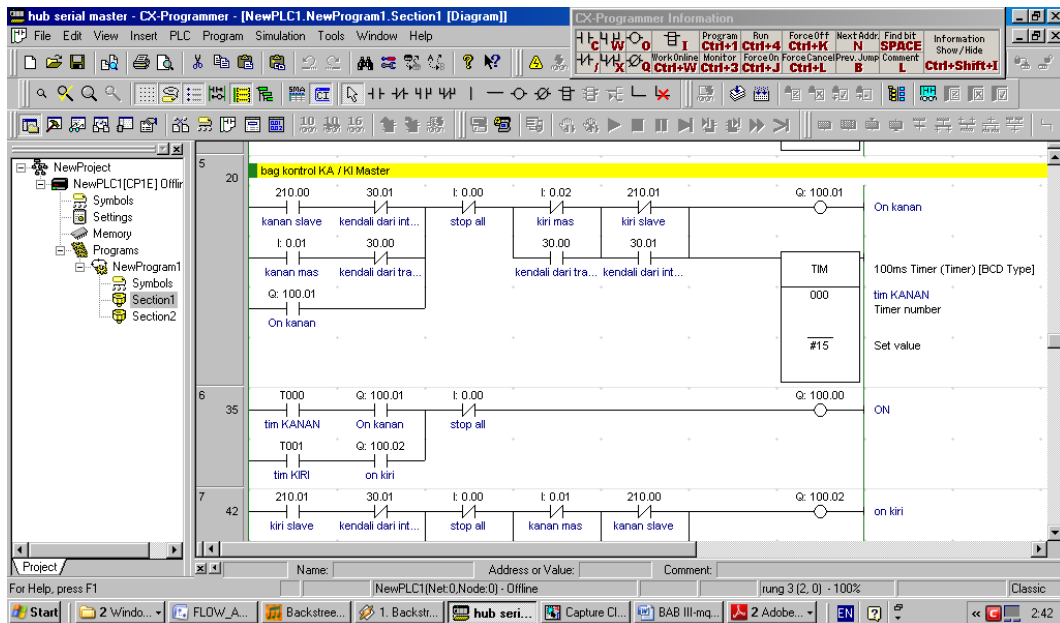 hub serial master - CX-Programmer - [NewPLC1.NewProgram1.Section1 [Diagram]]
CX-Programmer Information
File Edit View Insert PLC Program Simulation Tools Window Help
C W O I Program Ctrl+1 Run Ctrl+4 Force Off Ctrl+K Next Addr. N Find bit SPACE Information Show / Hide Ctrl+Shift+I
/ X Q Work Online Ctrl+W Monitor Ctrl+3 Force On Ctrl+J Force Cancel Ctrl+L Prev. Jump B Comment L
NewProject
NewPLC1[CP1E] Offlir
Symbols
Settings
Memory
Programs
NewProgram1
Symbols
Section1
Section2
Project
5
20
bag kontrol KA / KI Master
210.00 30.01 I: 0.00 I: 0.02 210.01 Q: 100.01
On kanan
kanan slave kendali dari int... stop all kiri mas kiri slave
I: 0.01 30.00 30.00 30.01
kanan mas kendali dari tra... kendali dari tra... kendali dari int...
TIM 100ms Timer (Timer) [BCD Type]
Q: 100.01
On kanan
000 tim KANAN
Timer number
#15 Set value
6
35
T000 Q: 100.01 I: 0.00 Q: 100.00
ON
tim KANAN On kanan stop all
T001 Q: 100.02
tim KIRI on kiri
7
42
210.01 30.01 I: 0.00 I: 0.01 210.00 Q: 100.02
on kiri
kiri slave kendali dari int... stop all kanan mas kanan slave
Name: Address or Value: Comment:
For Help, press F1 NewPLC1(Net:0,Node:0) - Offline rung 3 (2, 0) - 100% Classic
Start 2 Windo... FLOW_A... Backstree... 1. Backstr... hub seri... Capture Cl... BAB III-mq... 2 Adobe... EN 2:42